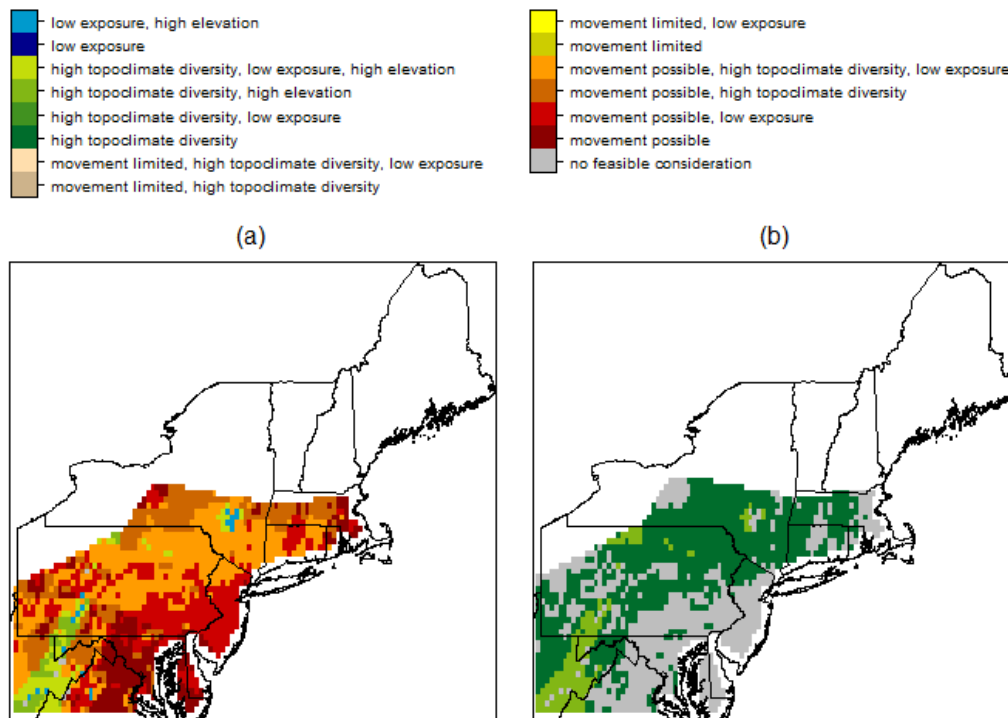 low exposure, high elevation
low exposure
high topoclimate diversity, low exposure, high elevation
high topoclimate diversity, high elevation
high topoclimate diversity, low exposure
high topoclimate diversity
movement limited, high topoclimate diversity, low exposure
movement limited, high topoclimate diversity
movement limited, low exposure
movement limited
movement possible, high topoclimate diversity, low exposure
movement possible, high topoclimate diversity
movement possible, low exposure
movement possible
no feasible consideration
(a)
(b)